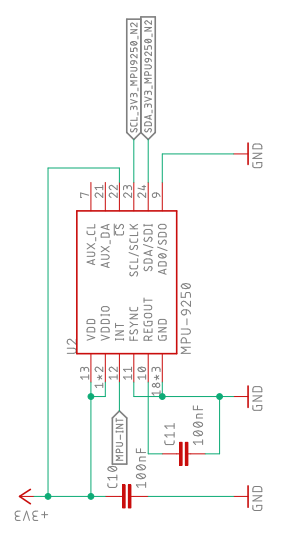 SCL_3V3_MPU9250_N2
SDA_3V3_MPU9250_N2
GND
7
21
22
23
24
9
AUX_CL
AUX_DA
CS
SCL/SCLK
SDA/SDI
AD0/SDO
U2
VDD
VDDIO
INT
FSYNC
REGOUT
GND
MPU-9250
13
1*2
12
11
10
18*3
GND
MPU-INT
C11
100nF
C10
100nF
GND
+3V3